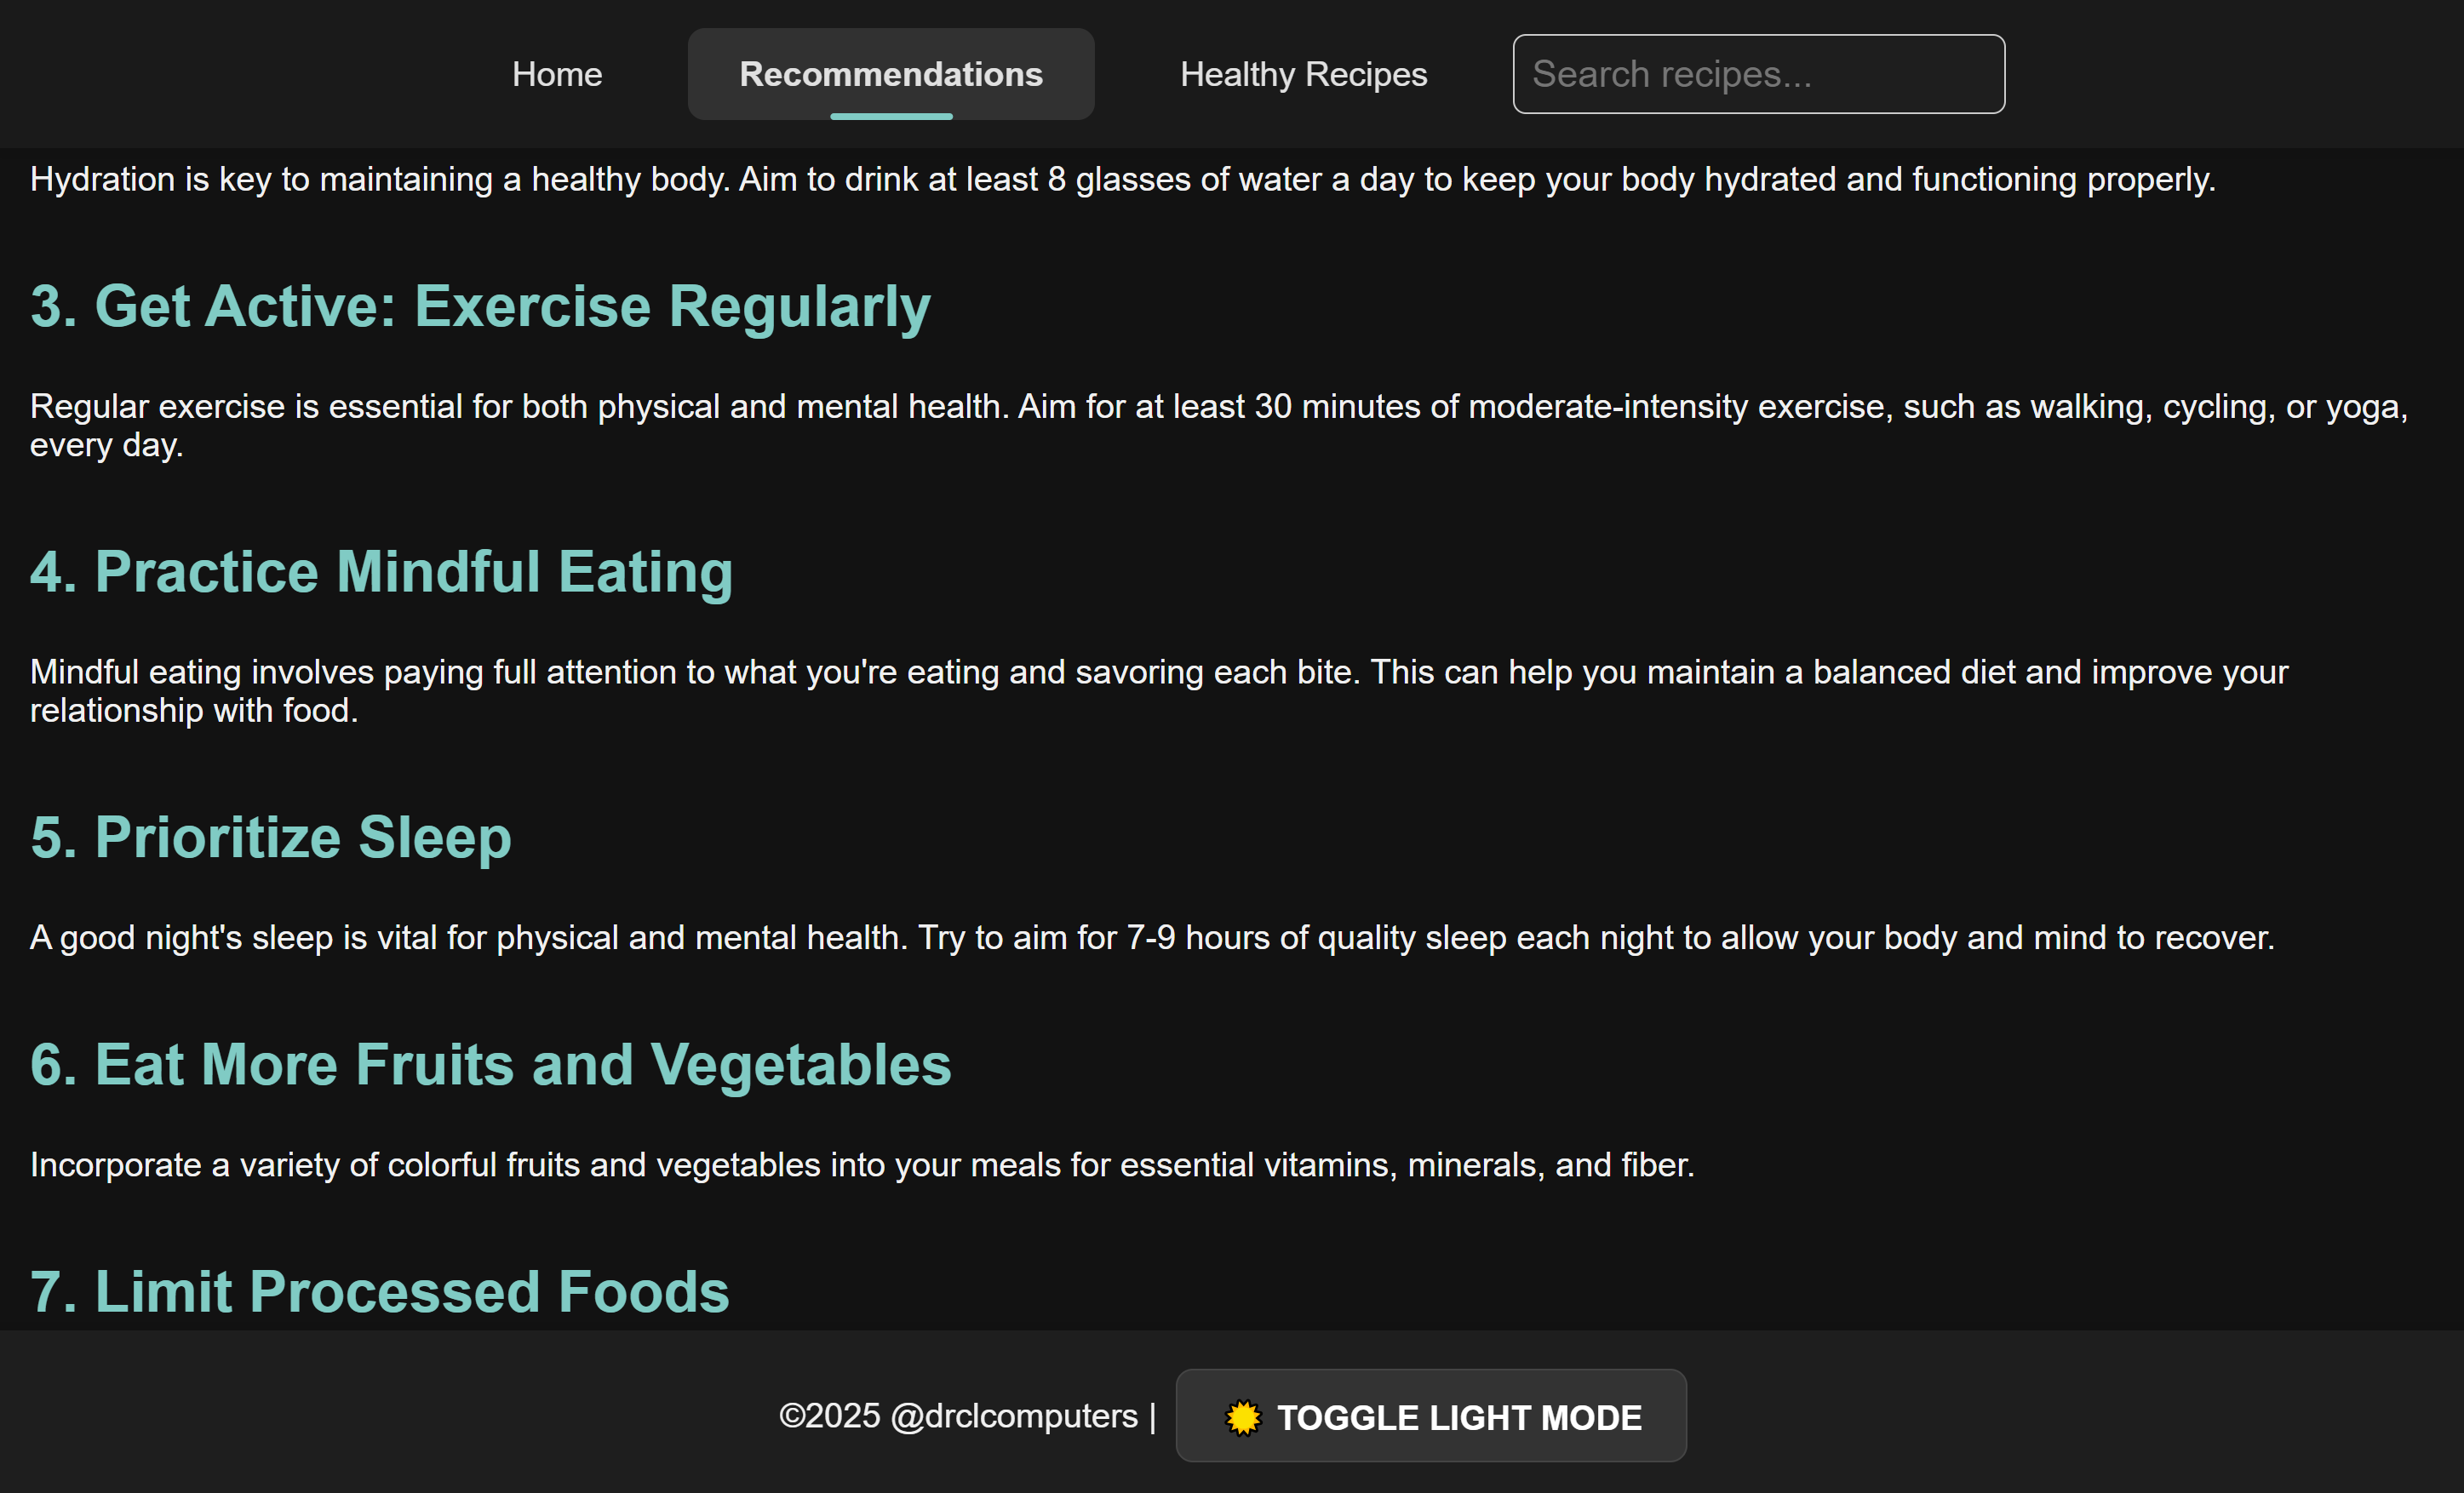 Home
Recommendations
Healthy Recipes
Search recipes...
Hydration is key to maintaining a healthy body. Aim to drink at least 8 glasses of water a day to keep your body hydrated and functioning properly.
3. Get Active: Exercise Regularly
Regular exercise is essential for both physical and mental health. Aim for at least 30 minutes of moderate-intensity exercise, such as walking, cycling, or yoga,
every day.
4. Practice Mindful Eating
Mindful eating involves paying full attention to what you're eating and savoring each bite. This can help you maintain a balanced diet and improve your
relationship with food.
5. Prioritize Sleep
A good night's sleep is vital for physical and mental health. Try to aim for 7-9 hours of quality sleep each night to allow your body and mind to recover.
6. Eat More Fruits and Vegetables
Incorporate a variety of colorful fruits and vegetables into your meals for essential vitamins, minerals, and fiber.
7. Limit Processed Foods
©2025 @drclcomputers |
TOGGLE LIGHT MODE